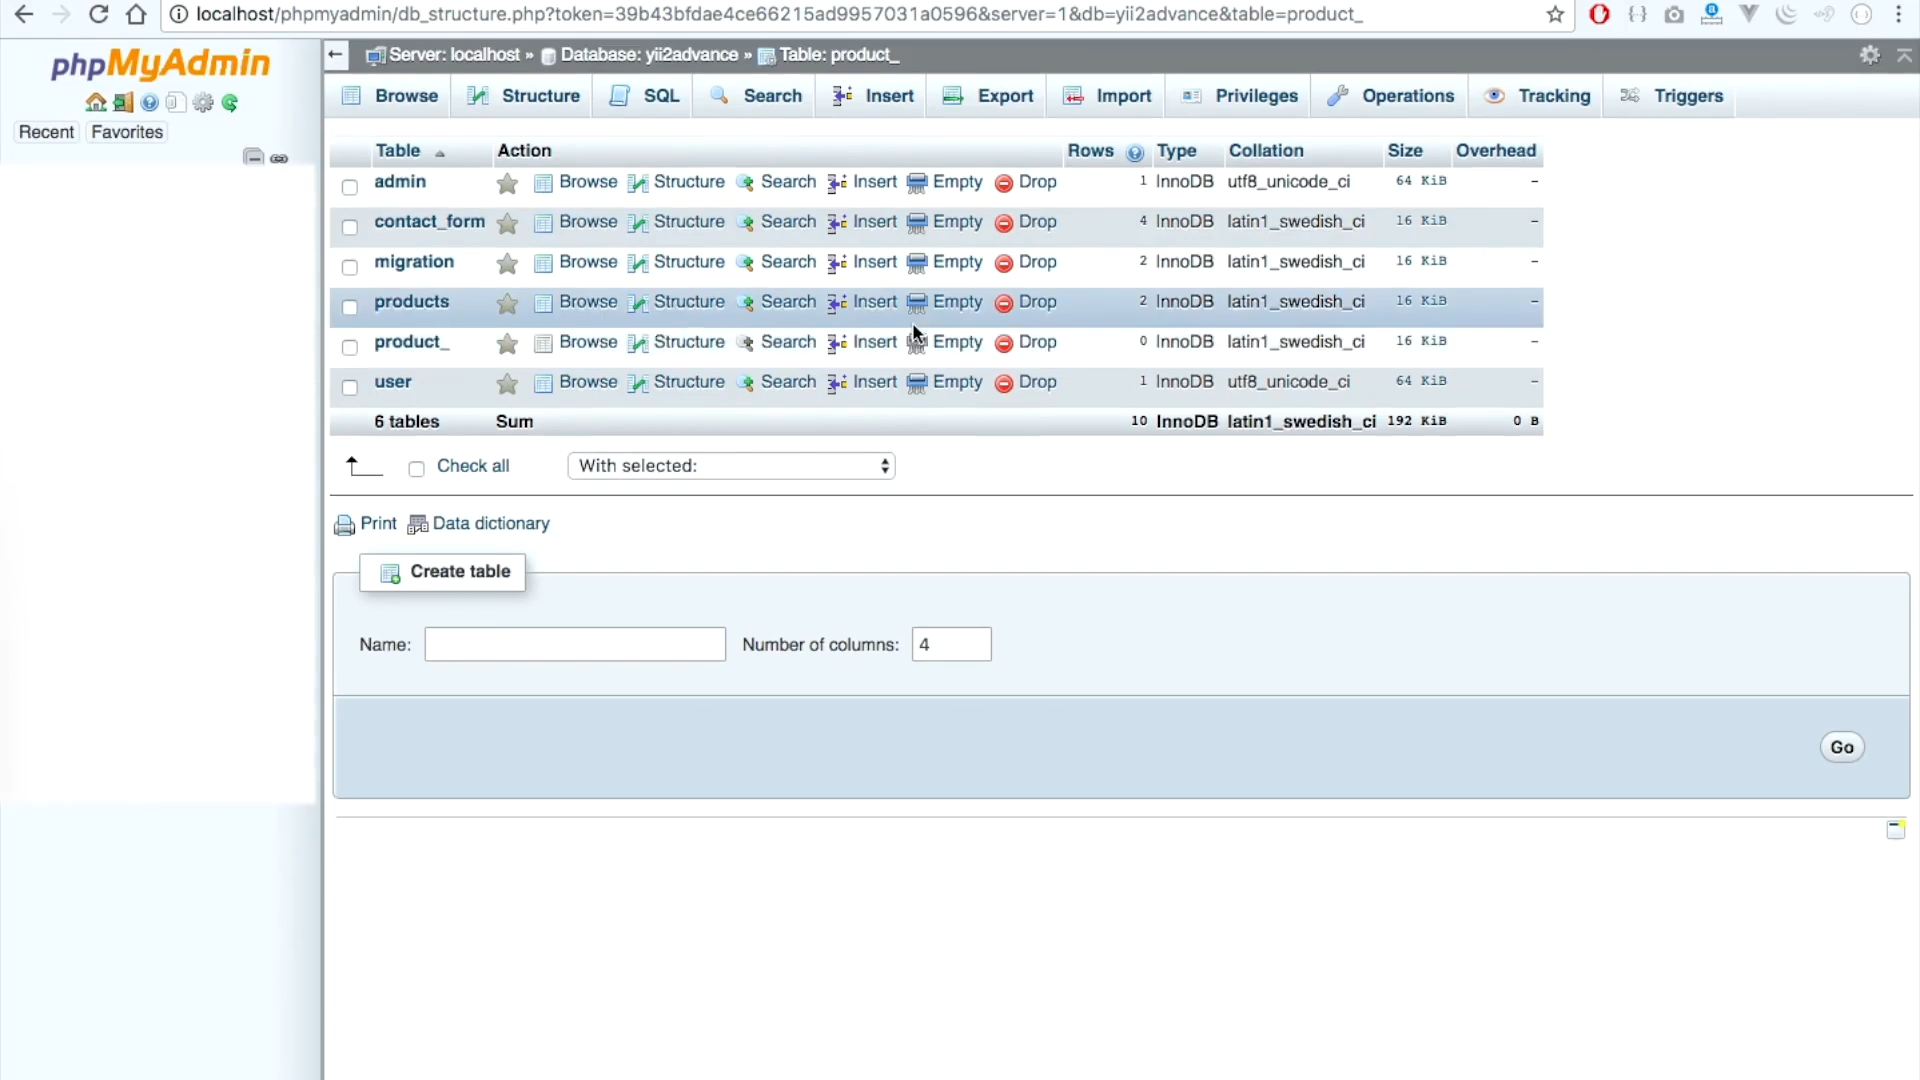 localhost/phpmyadmin/db_structure.php?token=39b43bfdae4ce66215ad9957031a0596&server=1&db=yii2advance&table=product_
phpMyAdmin
Server: localhost » Database: yii2advance » Table: product_
Browse Structure SQL Search Insert Export Import Privileges Operations Tracking Triggers
Recent Favorites
Table Action Rows Type Collation Size Overhead
admin Browse Structure Search Insert Empty Drop 1 InnoDB utf8_unicode_ci 64 KiB –
contact_form Browse Structure Search Insert Empty Drop 4 InnoDB latin1_swedish_ci 16 KiB –
migration Browse Structure Search Insert Empty Drop 2 InnoDB latin1_swedish_ci 16 KiB –
products Browse Structure Search Insert Empty Drop 2 InnoDB latin1_swedish_ci 16 KiB –
product_ Browse Structure Search Insert Empty Drop 0 InnoDB latin1_swedish_ci 16 KiB –
user Browse Structure Search Insert Empty Drop 1 InnoDB utf8_unicode_ci 64 KiB –
6 tables Sum 10 InnoDB latin1_swedish_ci 192 KiB 0 B
Check all With selected:
Print Data dictionary
Create table
Name: Number of columns: 4
Go